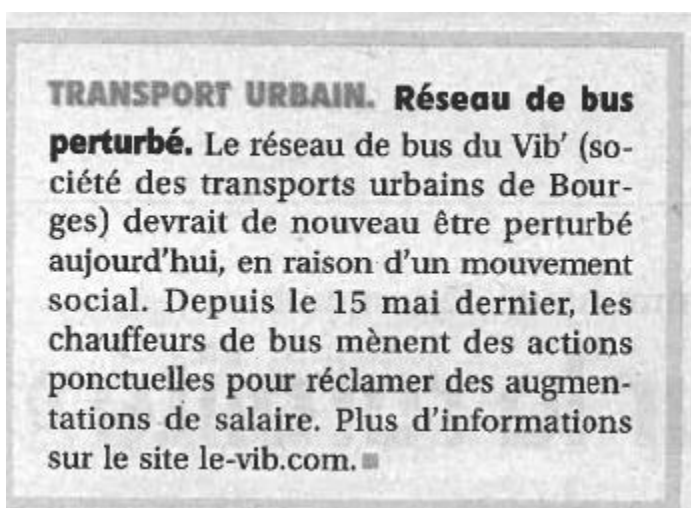 TRANSPORT URBAIN. Réseau de bus
perturbé. Le réseau de bus du Vib’ (so-
ciété des transports urbains de Bour-
ges) devrait de nouveau être perturbé
aujourd’hui, en raison d’un mouvement
social. Depuis le 15 mai dernier, les
chauffeurs de bus mènent des actions
ponctuelles pour réclamer des augmen-
tations de salaire. Plus d’informations
sur le site le-vib.com.